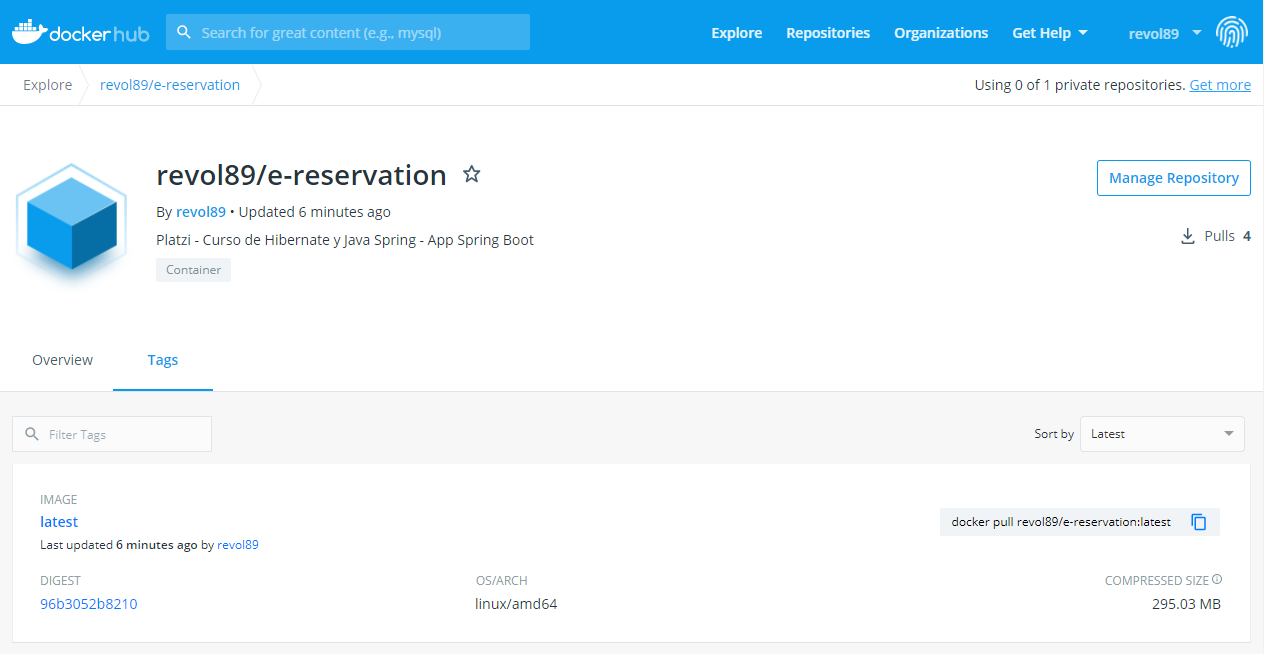 docker hub
Search for great content (e.g., mysql)
Explore
Repositories
Organizations
Get Help
revol89
Explore
revol89/e-reservation
Using 0 of 1 private repositories. Get more
revol89/e-reservation
Manage Repository
By revol89 • Updated 6 minutes ago
Platzi - Curso de Hibernate y Java Spring - App Spring Boot
Pulls 4
Container
Overview
Tags
Filter Tags
Sort by
Latest
IMAGE
latest
docker pull revol89/e-reservation:latest
Last updated 6 minutes ago by revol89
DIGEST
OS/ARCH
COMPRESSED SIZE
96b3052b8210
linux/amd64
295.03 MB